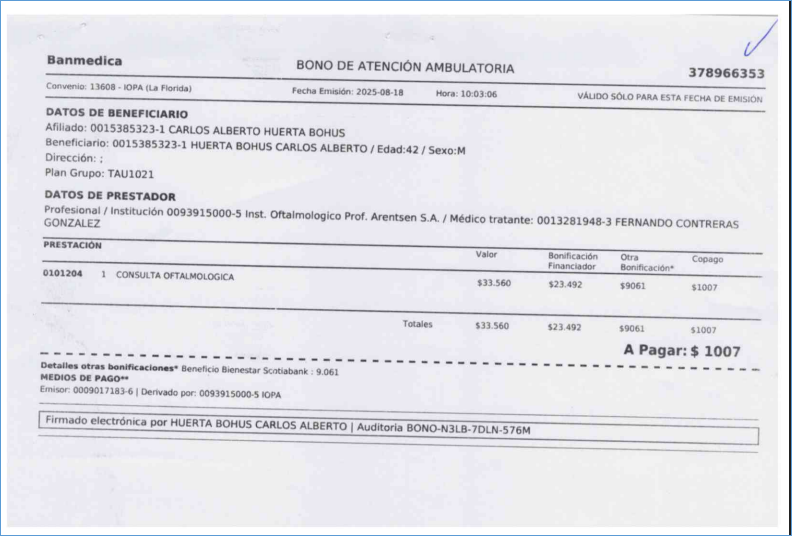 Banmedica
BONO DE ATENCIÓN AMBULATORIA
378966353
Convenio: 13608 - IOPA (La Florida)
Fecha Emisión: 2025-08-18
Hora: 10:03:06
VÁLIDO SÓLO PARA ESTA FECHA DE EMISIÓN
DATOS DE BENEFICIARIO
Afiliado: 0015385323-1 CARLOS ALBERTO HUERTA BOHUS
Beneficiario: 0015385323-1 HUERTA BOHUS CARLOS ALBERTO / Edad:42 / Sexo:M
Dirección: ;
Plan Grupo: TAU1021
DATOS DE PRESTADOR
Profesional / Institución 0093915000-5 Inst. Oftalmologico Prof. Arentsen S.A. / Médico tratante: 0013281948-3 FERNANDO CONTRERAS
GONZALEZ
PRESTACIÓN Valor Bonificación Financiador Otra Bonificación* Copago
0101204 1 CONSULTA OFTALMOLOGICA $33.560 $23.492 $9061 $1007
Totales $33.560 $23.492 $9061 $1007
A Pagar: $ 1007
Detalles otras bonificaciones* Beneficio Bienestar Scotiabank : 9.061
MEDIOS DE PAGO**
Emisor: 0009017183-6 | Derivado por: 0093915000-5 IOPA
Firmado electrónica por HUERTA BOHUS CARLOS ALBERTO | Auditoria BONO-N3LB-7DLN-576M